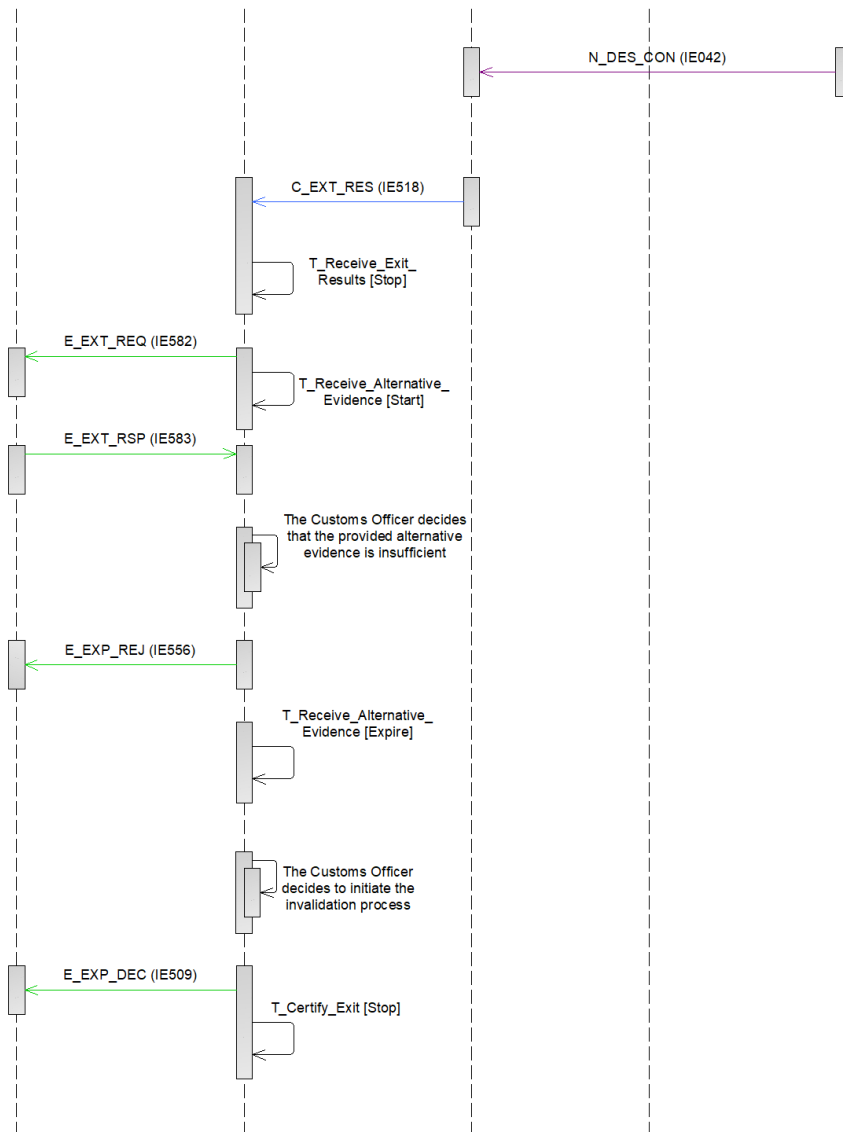 N_DES_CON (IE042)
C_EXT_RES (IE518)
T_Receive_Exit_
Results [Stop]
E_EXT_REQ (IE582)
T_Receive_Alternative_
Evidence [Start]
E_EXT_RSP (IE583)
The Customs Officer decides
that the provided alternative
evidence is insufficient
E_EXP_REJ (IE556)
T_Receive_Alternative_
Evidence [Expire]
The Customs Officer
decides to initiate the
invalidation process
E_EXP_DEC (IE509)
T_Certify_Exit [Stop]